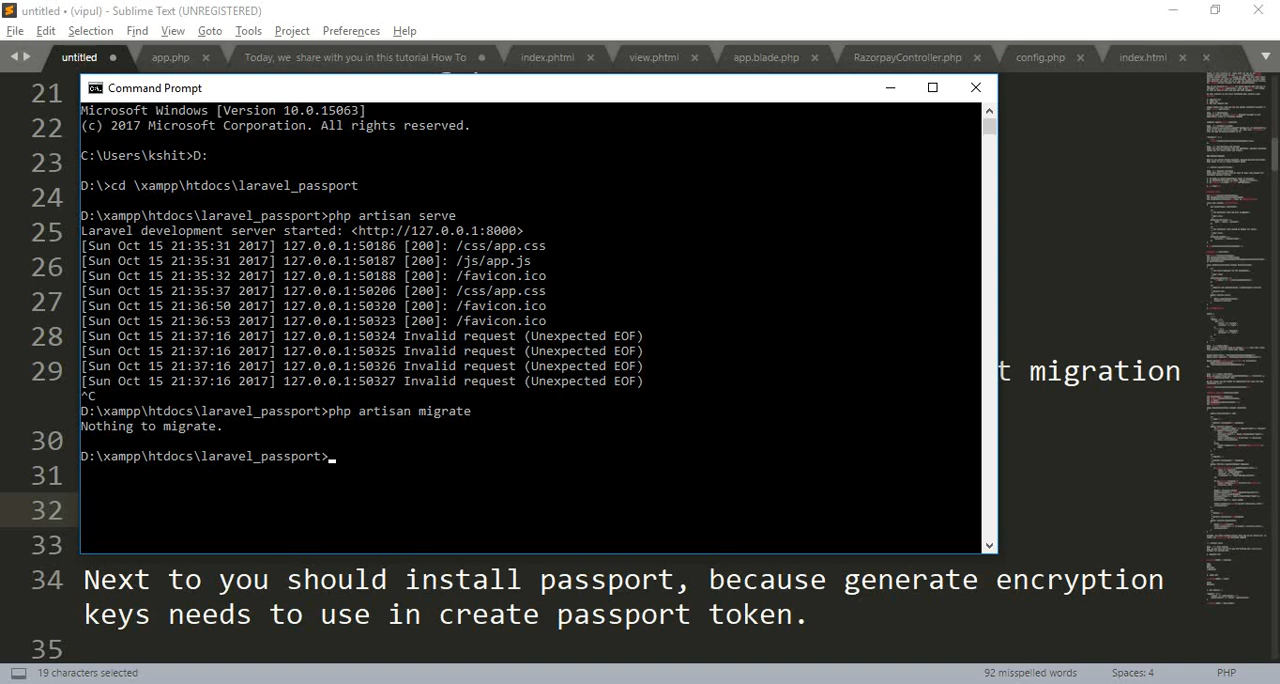 untitled • (vipul) - Sublime Text (UNREGISTERED)
File Edit Selection Find View Goto Tools Project Preferences Help
untitled app.php Today, we share with you in this tutorial How To index.phtml view.phtml app.blade.php RazorpayController.php config.php index.html
Command Prompt
Microsoft Windows [Version 10.0.15063]
(c) 2017 Microsoft Corporation. All rights reserved.
C:\Users\kshit>D:
D:\>cd \xampp\htdocs\laravel_passport
D:\xampp\htdocs\laravel_passport>php artisan serve
Laravel development server started: <http://127.0.0.1:8000>
[Sun Oct 15 21:35:31 2017] 127.0.0.1:50186 [200]: /css/app.css
[Sun Oct 15 21:35:31 2017] 127.0.0.1:50187 [200]: /js/app.js
[Sun Oct 15 21:35:32 2017] 127.0.0.1:50188 [200]: /favicon.ico
[Sun Oct 15 21:35:37 2017] 127.0.0.1:50206 [200]: /css/app.css
[Sun Oct 15 21:36:50 2017] 127.0.0.1:50320 [200]: /favicon.ico
[Sun Oct 15 21:36:53 2017] 127.0.0.1:50323 [200]: /favicon.ico
[Sun Oct 15 21:37:16 2017] 127.0.0.1:50324 Invalid request (Unexpected EOF)
[Sun Oct 15 21:37:16 2017] 127.0.0.1:50325 Invalid request (Unexpected EOF)
[Sun Oct 15 21:37:16 2017] 127.0.0.1:50326 Invalid request (Unexpected EOF)
[Sun Oct 15 21:37:16 2017] 127.0.0.1:50327 Invalid request (Unexpected EOF)
^C
D:\xampp\htdocs\laravel_passport>php artisan migrate
Nothing to migrate.
D:\xampp\htdocs\laravel_passport>
21
22
23
24
25
26
27
28
29 t migration
30
31
32
33
34 Next to you should install passport, because generate encryption
keys needs to use in create passport token.
35
19 characters selected 92 misspelled words Spaces: 4 PHP